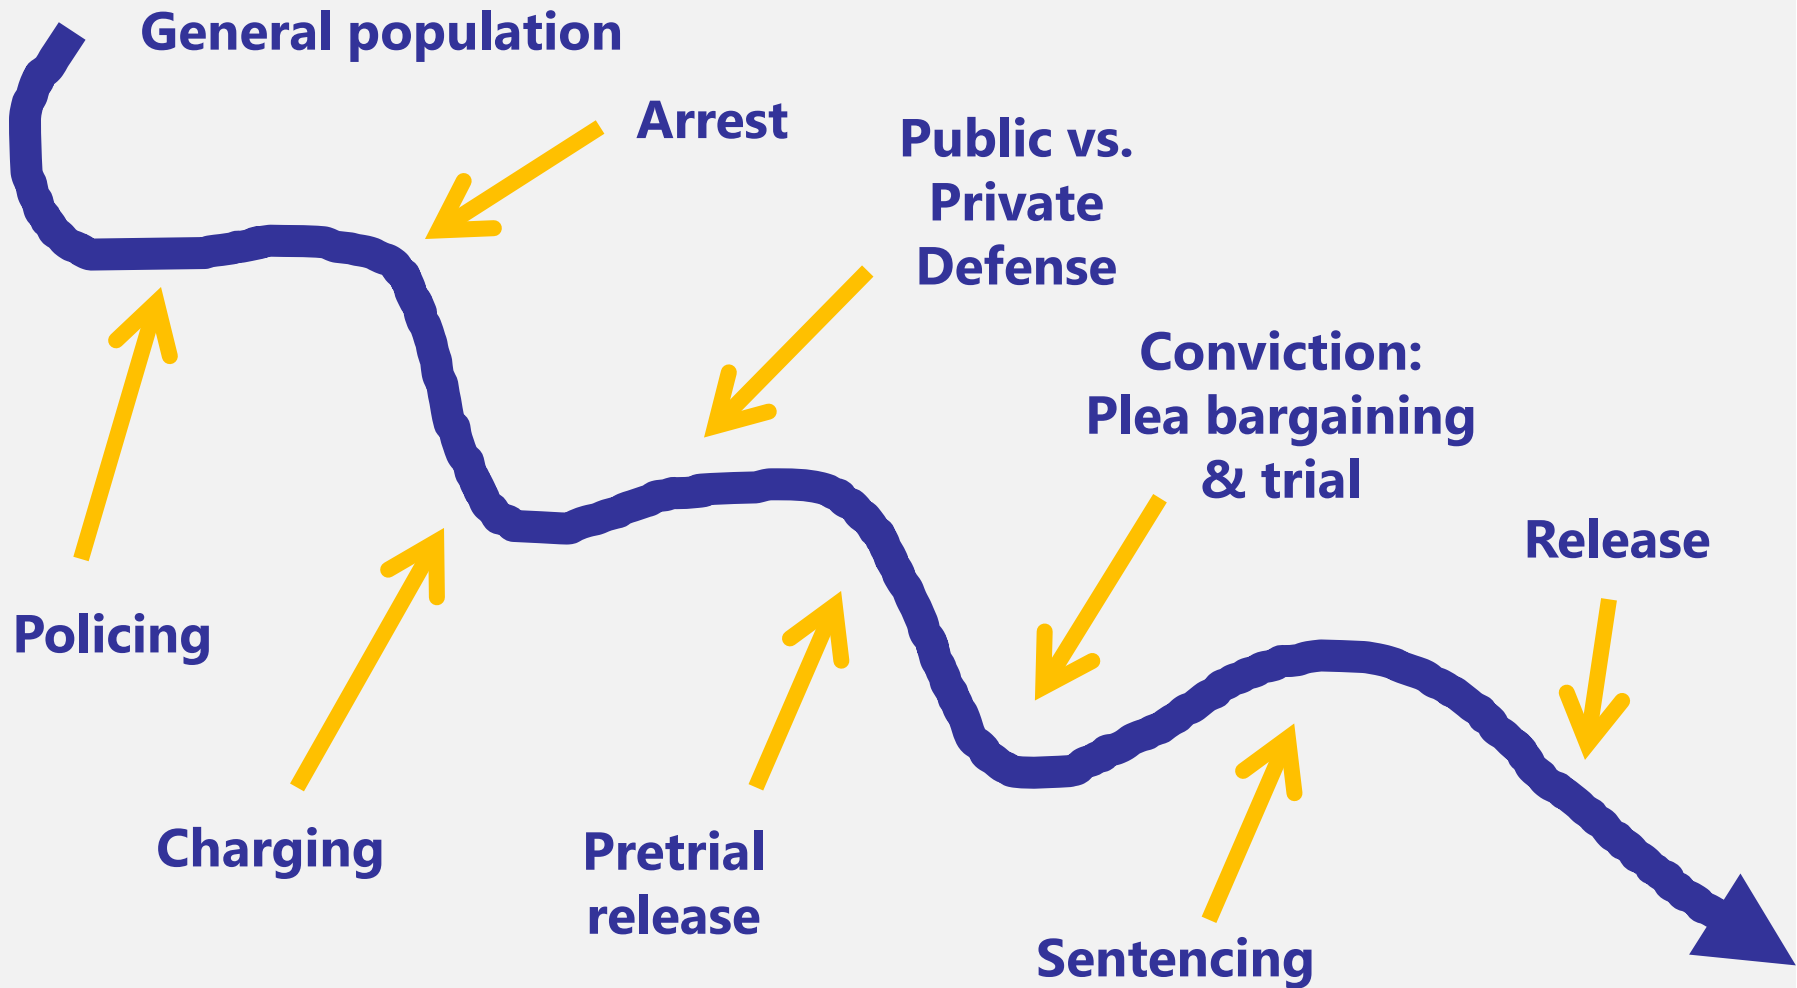 General population
Arrest
Public vs.
Private
Defense
Conviction:
Plea bargaining
& trial
Release
Policing
Charging
Pretrial
release
Sentencing